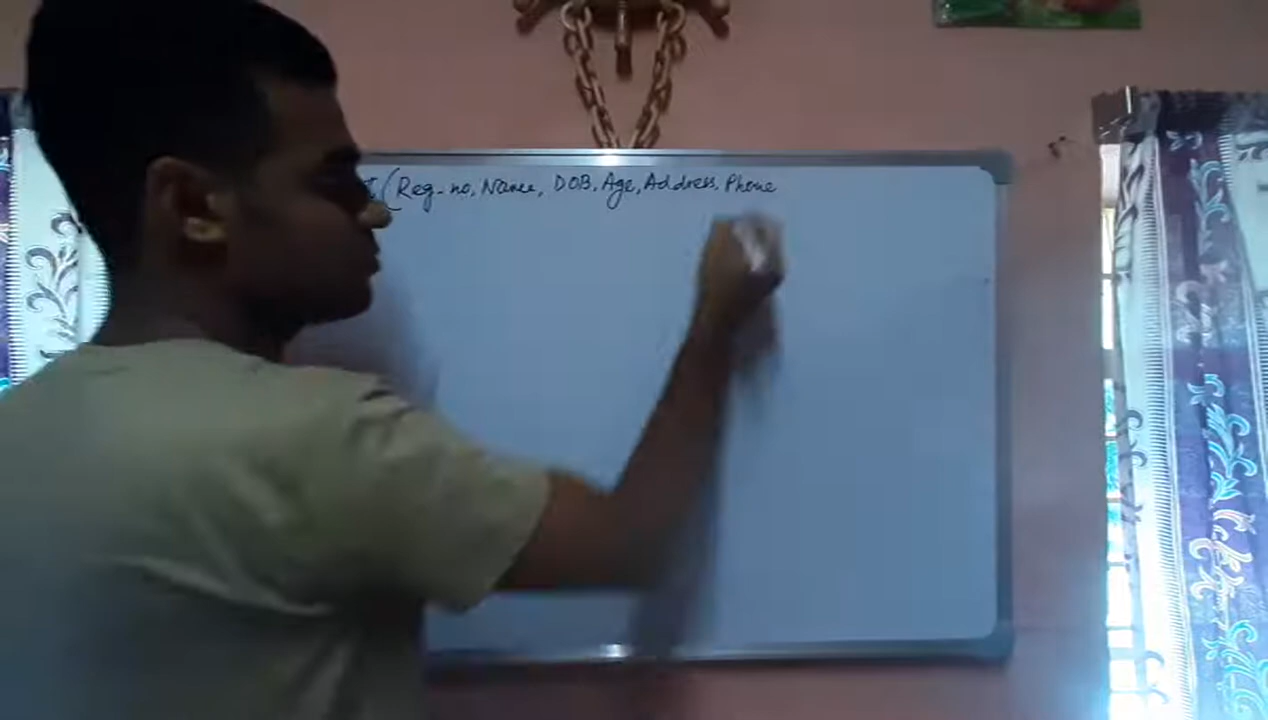 t (Reg-no, Name, DOB, Age, Address, Phone